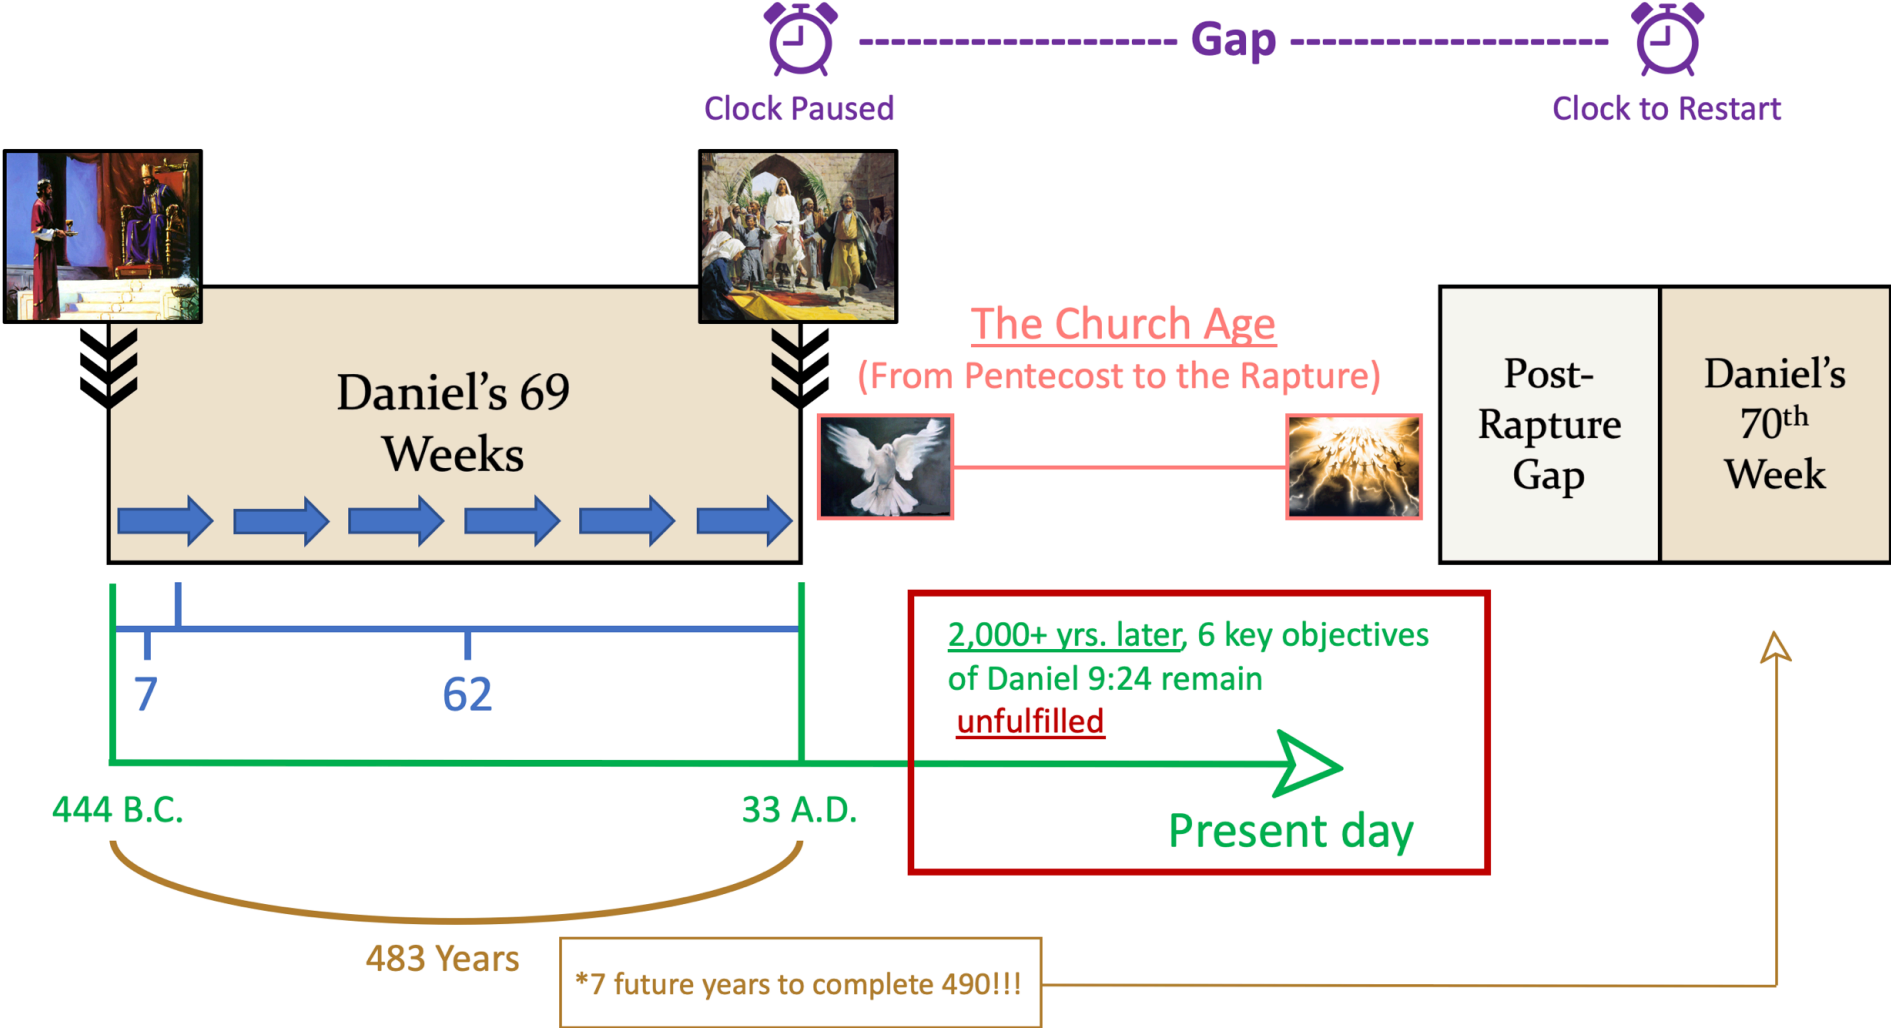 Gap
Clock Paused
Clock to Restart
The Church Age
(From Pentecost to the Rapture)
Daniel's 69
Weeks
Post-
Rapture
Gap
Daniel's
70th
Week
7
62
2,000+ yrs. later, 6 key objectives
of Daniel 9:24 remain
unfulfilled
444 B.C.
33 A.D.
Present day
483 Years
*7 future years to complete 490!!!